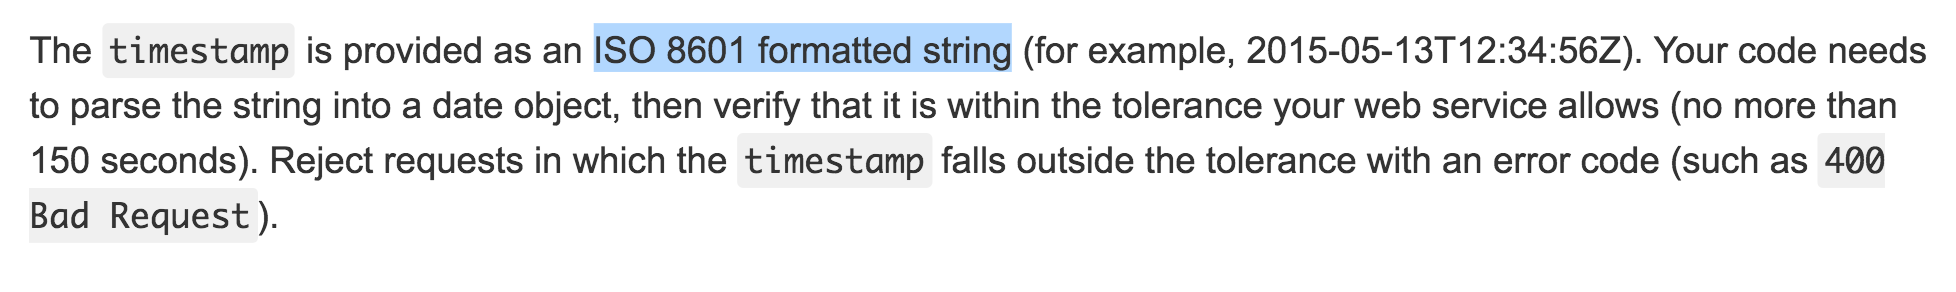 The timestamp is provided as an ISO 8601 formatted string (for example, 2015-05-13T12:34:56Z). Your code needs
to parse the string into a date object, then verify that it is within the tolerance your web service allows (no more than
150 seconds). Reject requests in which the timestamp falls outside the tolerance with an error code (such as 400
Bad Request).